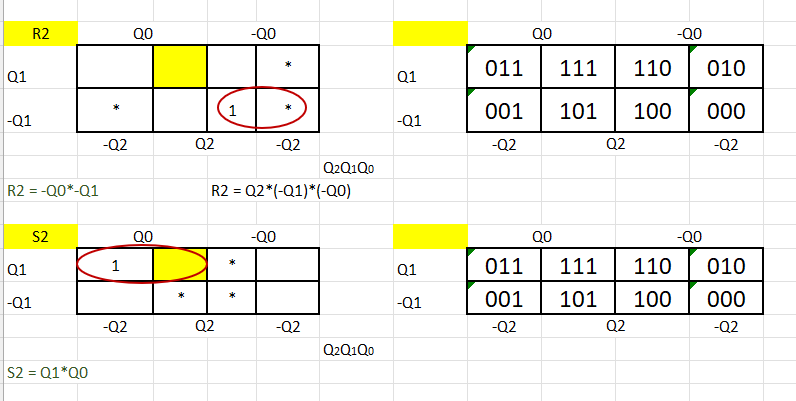 R2 Q0 -Q0 Q0 -Q0
Q1 * Q1 011 111 110 010
-Q1 * 1 * -Q1 001 101 100 000
-Q2 Q2 -Q2 -Q2 Q2 -Q2
Q₂Q₁Q₀
R2 = -Q0*-Q1 R2 = Q2*(-Q1)*(-Q0)
S2 Q0 -Q0 Q0 -Q0
Q1 1 * Q1 011 111 110 010
-Q1 * * -Q1 001 101 100 000
-Q2 Q2 -Q2 -Q2 Q2 -Q2
Q₂Q₁Q₀
S2 = Q1*Q0